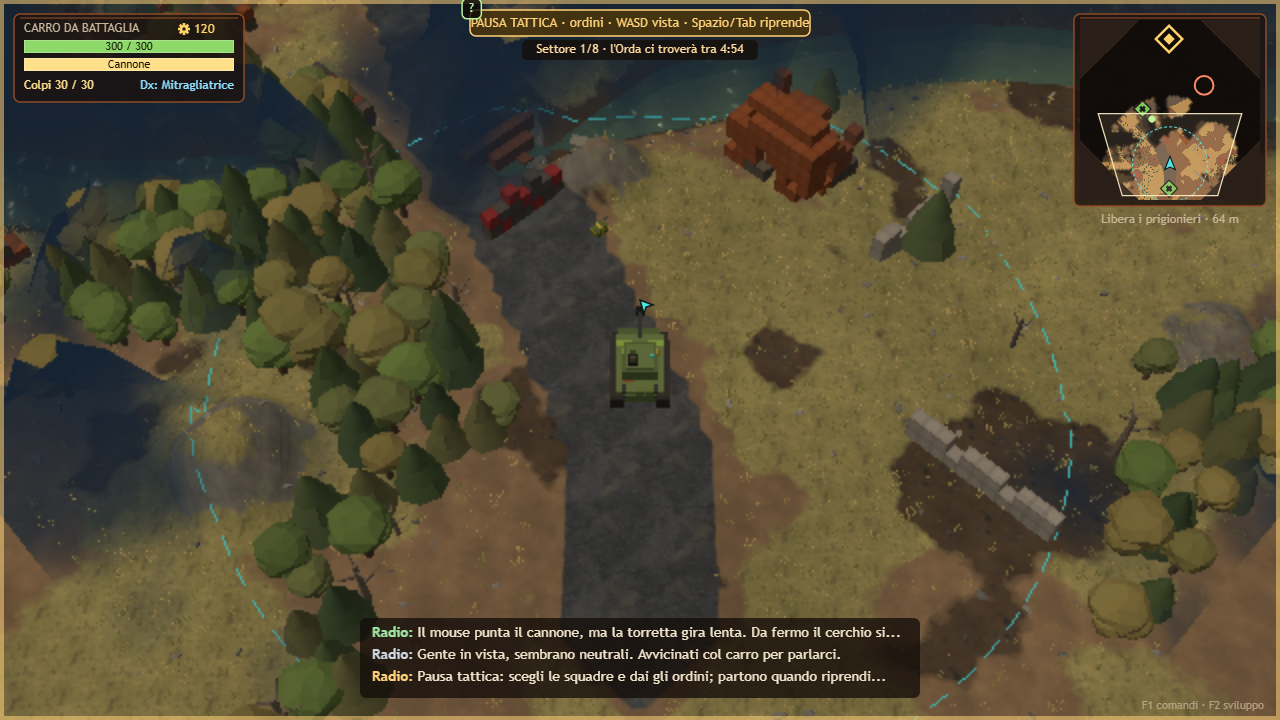 CARRO DA BATTAGLIA 120
300 / 300
Cannone
Colpi 30 / 30 Dx: Mitragliatrice
?
PAUSA TATTICA · ordini · WASD vista · Spazio/Tab riprende
Settore 1/8 · l'Orda ci troverà tra 4:54
Libera i prigionieri · 64 m
Radio: Il mouse punta il cannone, ma la torretta gira lenta. Da fermo il cerchio si...
Radio: Gente in vista, sembrano neutrali. Avvicinati col carro per parlarci.
Radio: Pausa tattica: scegli le squadre e dai gli ordini; partono quando riprendi...
F1 comandi · F2 sviluppo